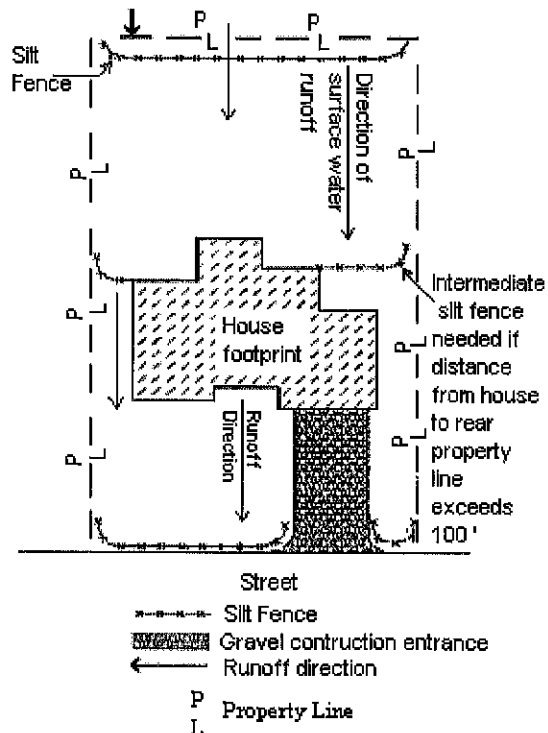 P
L
P
L
Silt
Fence
Direction of
surface water
runoff
P
L
P
L
Intermediate
silt fence
needed if
distance
from house
to rear
property
line
exceeds
100'
House
footprint
P
L
P
L
Runoff
Direction
P
L
P
L
Street
Silt Fence
Gravel contruction entrance
Runoff direction
P
L
Property Line